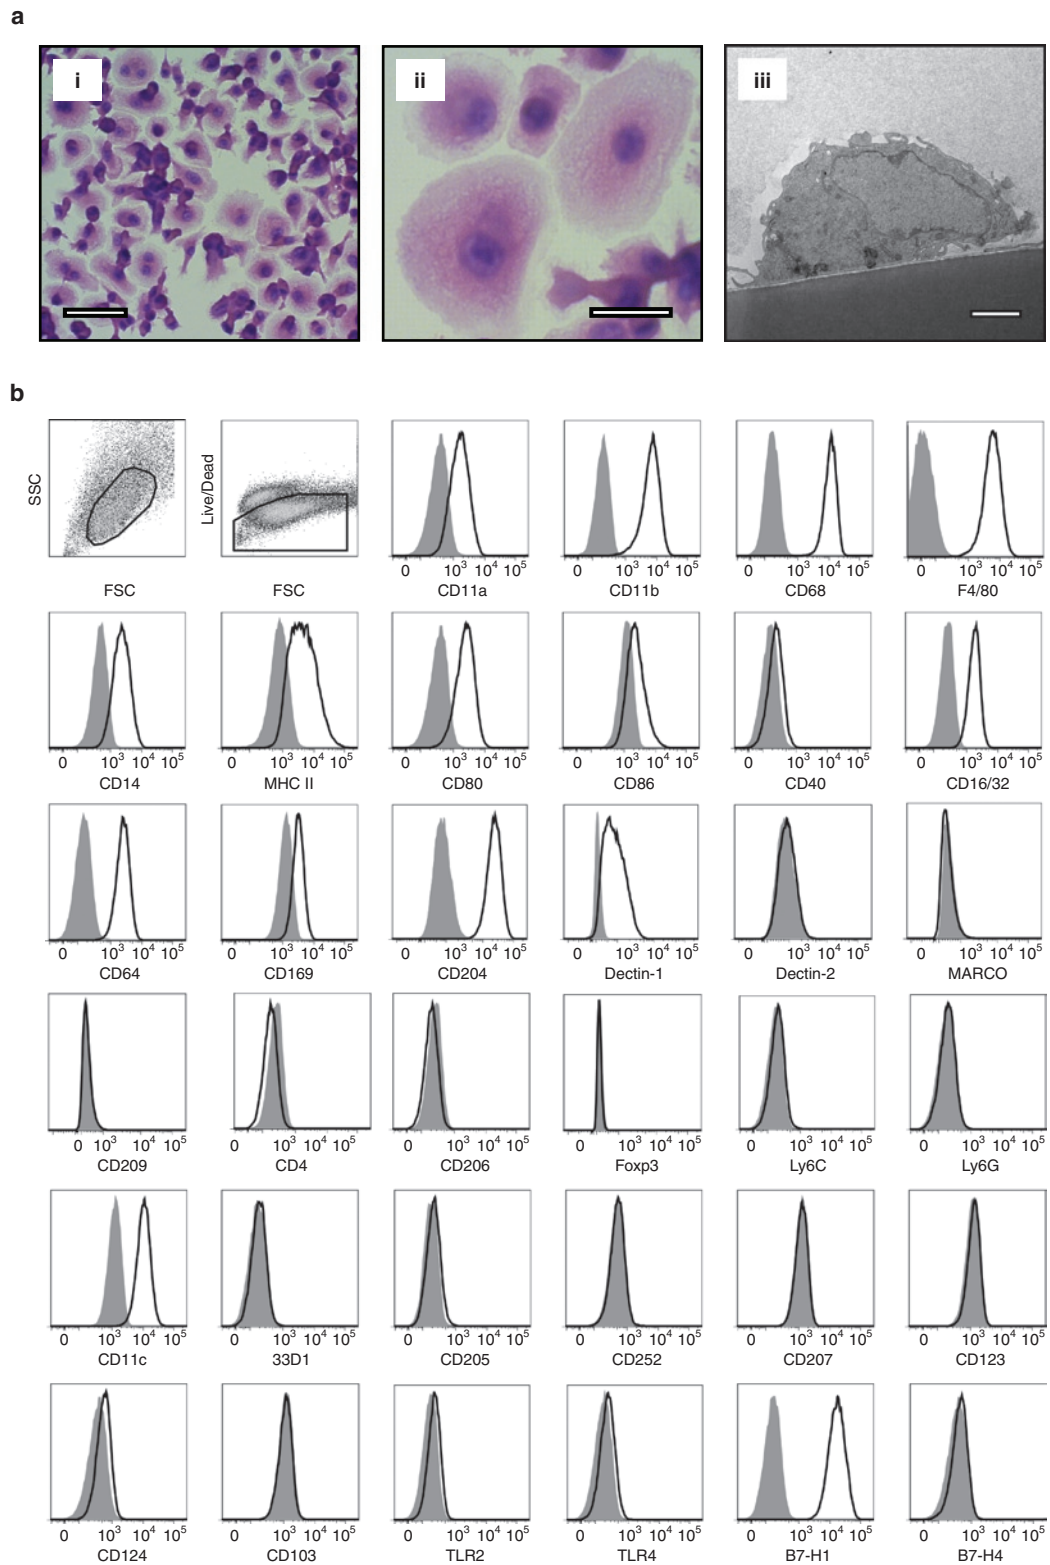 a
i ii iii
b
SSC Live/Dead
0 10³ 10⁴ 10⁵ 0 10³ 10⁴ 10⁵ 0 10³ 10⁴ 10⁵ 0 10³ 10⁴ 10⁵
FSC FSC CD11a CD11b CD68 F4/80
0 10³ 10⁴ 10⁵ 0 10³ 10⁴ 10⁵ 0 10³ 10⁴ 10⁵ 0 10³ 10⁴ 10⁵ 0 10³ 10⁴ 10⁵ 0 10³ 10⁴ 10⁵
CD14 MHC II CD80 CD86 CD40 CD16/32
0 10³ 10⁴ 10⁵ 0 10³ 10⁴ 10⁵ 0 10³ 10⁴ 10⁵ 0 10³ 10⁴ 10⁵ 0 10³ 10⁴ 10⁵ 0 10³ 10⁴ 10⁵
CD64 CD169 CD204 Dectin-1 Dectin-2 MARCO
0 10³ 10⁴ 10⁵ 0 10³ 10⁴ 10⁵ 0 10³ 10⁴ 10⁵ 0 10³ 10⁴ 10⁵ 0 10³ 10⁴ 10⁵ 0 10³ 10⁴ 10⁵
CD209 CD4 CD206 Foxp3 Ly6C Ly6G
0 10³ 10⁴ 10⁵ 0 10³ 10⁴ 10⁵ 0 10³ 10⁴ 10⁵ 0 10³ 10⁴ 10⁵ 0 10³ 10⁴ 10⁵ 0 10³ 10⁴ 10⁵
CD11c 33D1 CD205 CD252 CD207 CD123
0 10³ 10⁴ 10⁵ 0 10³ 10⁴ 10⁵ 0 10³ 10⁴ 10⁵ 0 10³ 10⁴ 10⁵ 0 10³ 10⁴ 10⁵ 0 10³ 10⁴ 10⁵
CD124 CD103 TLR2 TLR4 B7-H1 B7-H4